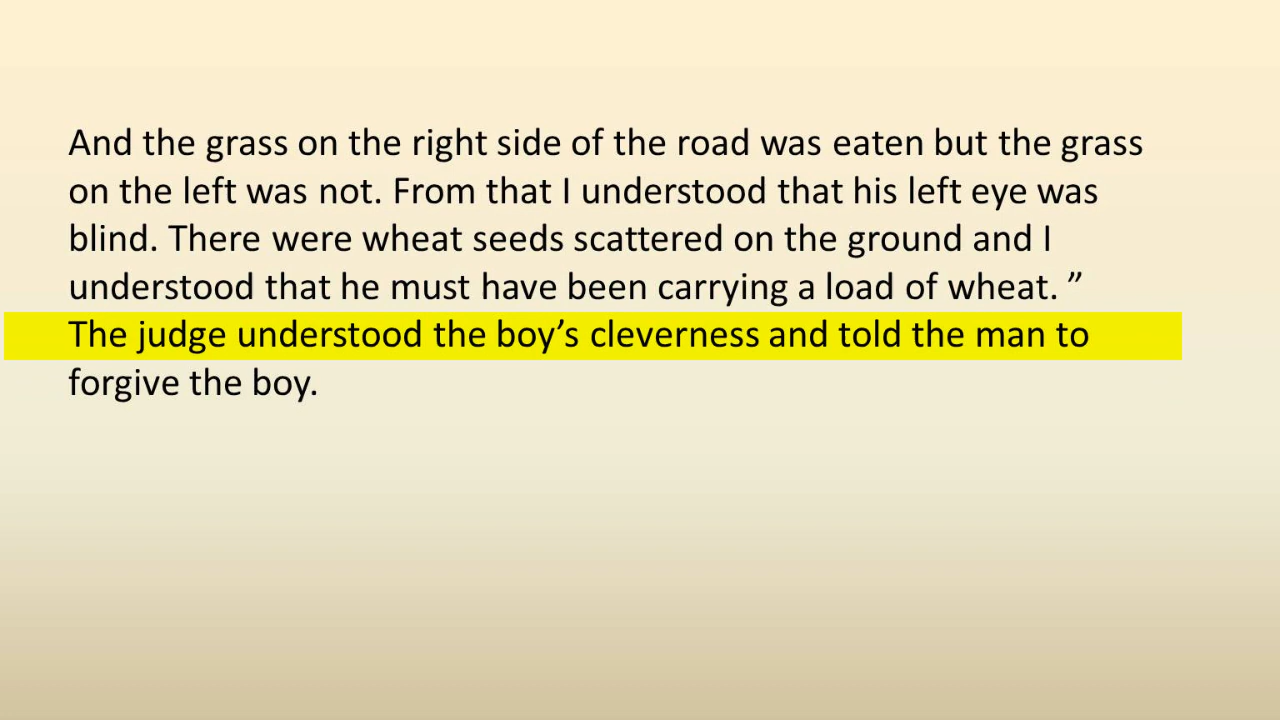 And the grass on the right side of the road was eaten but the grass
on the left was not. From that I understood that his left eye was
blind. There were wheat seeds scattered on the ground and I
understood that he must have been carrying a load of wheat. ”
The judge understood the boy’s cleverness and told the man to
forgive the boy.